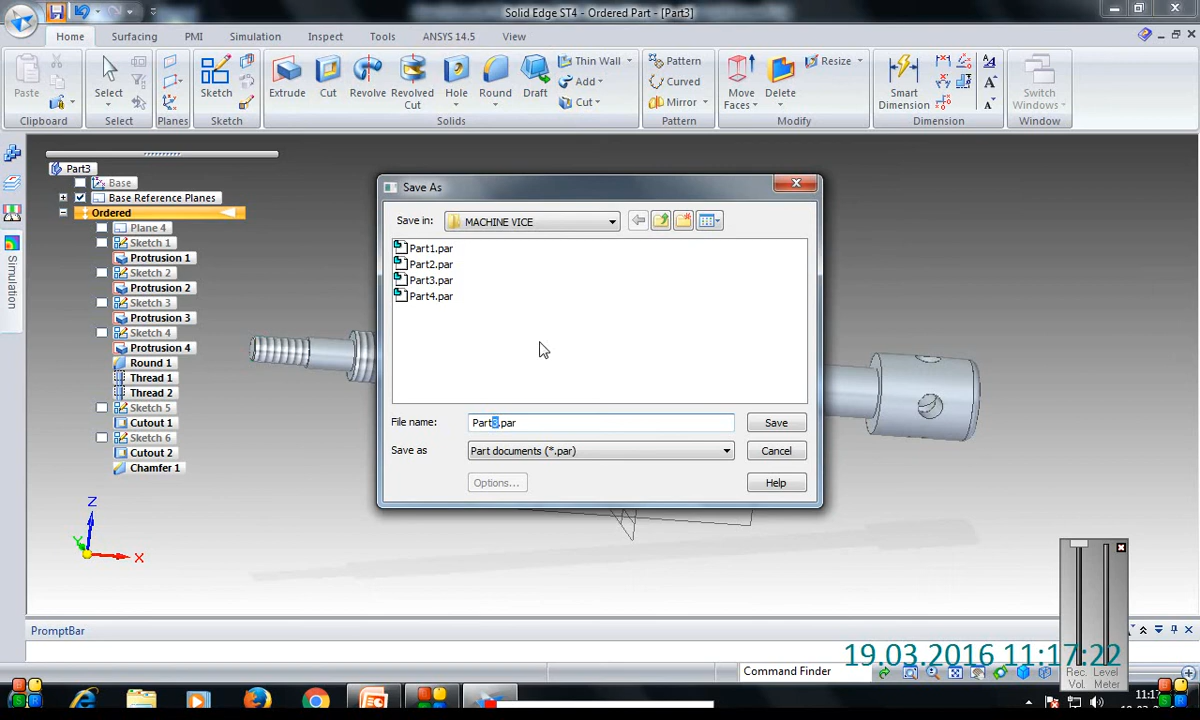 Solid Edge ST4 - Ordered Part - [Part3]
Home Surfacing PMI Simulation Inspect Tools ANSYS 14.5 View
Paste
Clipboard
Select
Select
Planes
Sketch
Sketch
Extrude
Cut
Revolve
Revolved Cut
Hole
Round
Draft
Thin Wall
Add
Cut
Solids
Pattern
Curved
Mirror
Pattern
Move Faces
Delete
Resize
Modify
Smart Dimension
Dimension
Switch Windows
Window
Simulation
Part3
Base
Base Reference Planes
Ordered
Plane 4
Sketch 1
Protrusion 1
Sketch 2
Protrusion 2
Sketch 3
Protrusion 3
Sketch 4
Protrusion 4
Round 1
Thread 1
Thread 2
Sketch 5
Cutout 1
Sketch 6
Cutout 2
Chamfer 1
Z
Y
X
Save As
Save in: MACHINE VICE
Part1.par
Part2.par
Part3.par
Part4.par
File name: Part3.par Save
Save as Part documents (*.par) Cancel
Options... Help
PromptBar
19.03.2016 11:17:22
Command Finder
Rec. Vol.
Level Meter